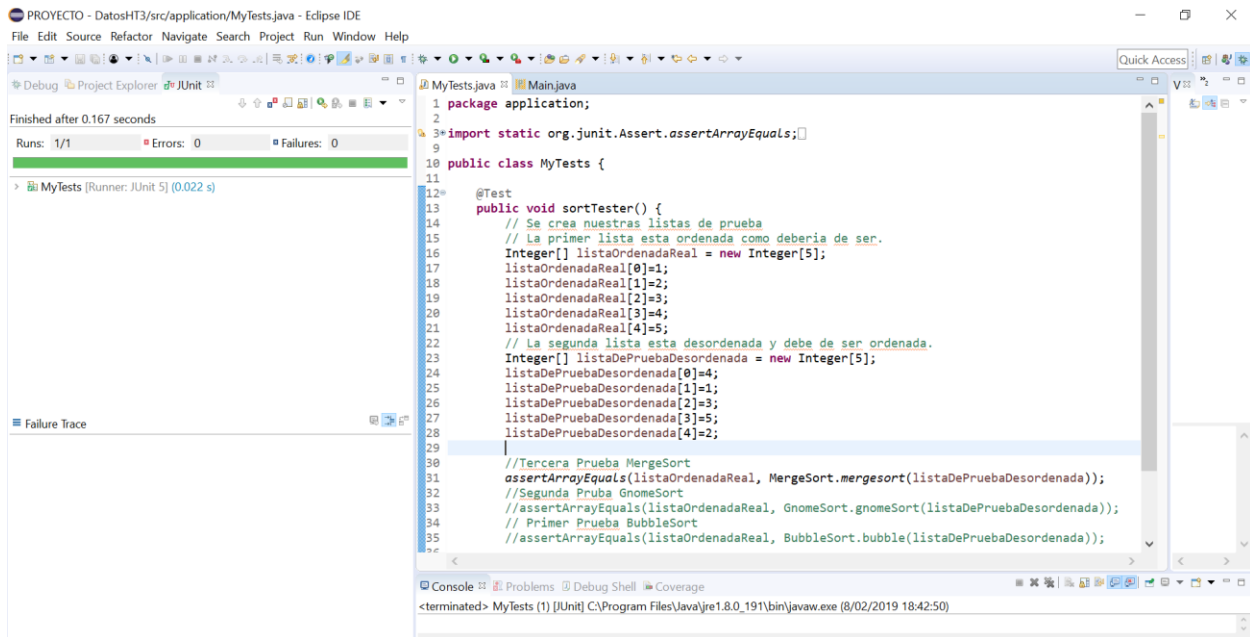 PROYECTO - DatosHT3/src/application/MyTests.java - Eclipse IDE
File Edit Source Refactor Navigate Search Project Run Window Help
Quick Access
Debug Project Explorer JUnit
Finished after 0.167 seconds
Runs: 1/1 Errors: 0 Failures: 0
MyTests [Runner: JUnit 5] (0.022 s)
Failure Trace
MyTests.java Main.java
1 package application;
2
3 import static org.junit.Assert.assertArrayEquals;
9
10 public class MyTests {
11
12 @Test
13 public void sortTester() {
14 // Se crea nuestras listas de prueba
15 // La primer lista esta ordenada como deberia de ser.
16 Integer[] listaOrdenadaReal = new Integer[5];
17 listaOrdenadaReal[0]=1;
18 listaOrdenadaReal[1]=2;
19 listaOrdenadaReal[2]=3;
20 listaOrdenadaReal[3]=4;
21 listaOrdenadaReal[4]=5;
22 // La segunda lista esta desordenada y debe de ser ordenada.
23 Integer[] listaDePruebaDesordenada = new Integer[5];
24 listaDePruebaDesordenada[0]=4;
25 listaDePruebaDesordenada[1]=1;
26 listaDePruebaDesordenada[2]=3;
27 listaDePruebaDesordenada[3]=5;
28 listaDePruebaDesordenada[4]=2;
29
30 //Tercera Prueba MergeSort
31 assertArrayEquals(listaOrdenadaReal, MergeSort.mergesort(listaDePruebaDesordenada));
32 //Segunda Pruba GnomeSort
33 //assertArrayEquals(listaOrdenadaReal, GnomeSort.gnomeSort(listaDePruebaDesordenada));
34 // Primer Prueba BubbleSort
35 //assertArrayEquals(listaOrdenadaReal, BubbleSort.bubble(listaDePruebaDesordenada));
Console Problems Debug Shell Coverage
<terminated> MyTests (1) [JUnit] C:\Program Files\Java\jre1.8.0_191\bin\javaw.exe (8/02/2019 18:42:50)